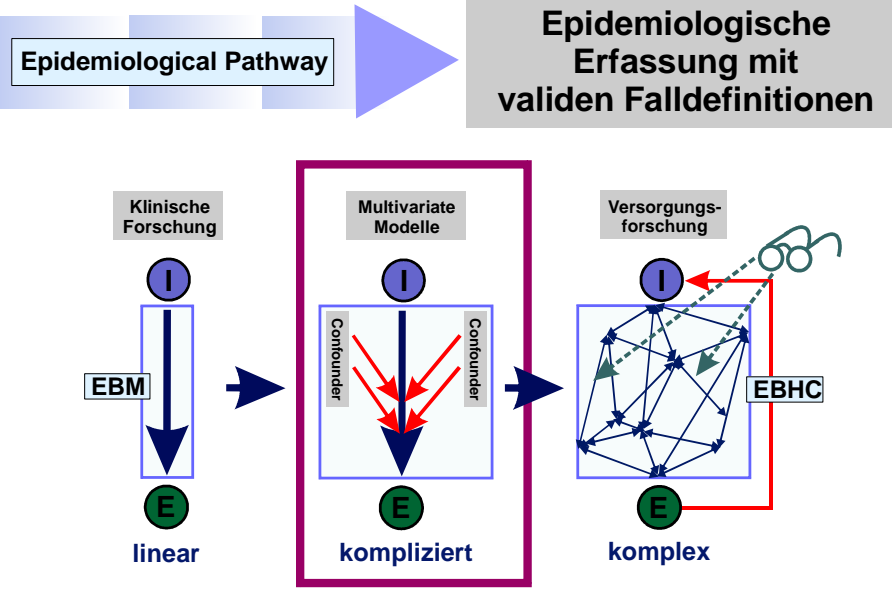 Epidemiological Pathway
Epidemiologische
Erfassung mit
validen Falldefinitionen
Klinische
Forschung
I
EBM
E
linear
Multivariate
Modelle
I
Confounder
Confounder
E
kompliziert
Versorgungs-
forschung
I
EBHC
E
komplex